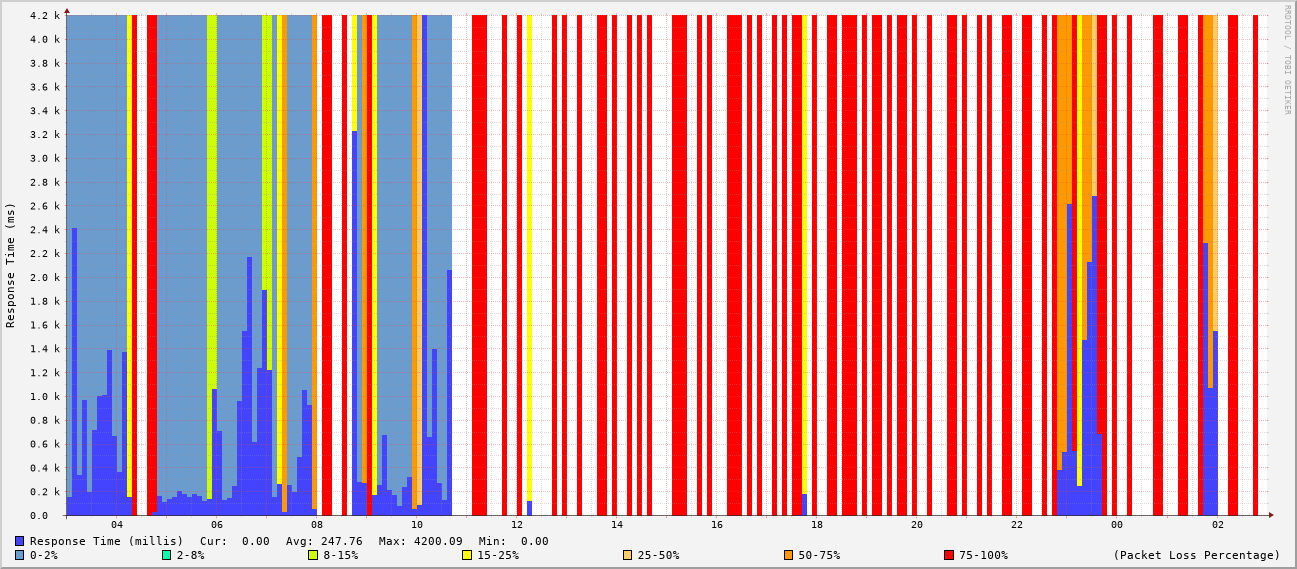 RRDTOOL / TOBI OETIKER
Response Time (ms)
4.2 k
4.0 k
3.8 k
3.6 k
3.4 k
3.2 k
3.0 k
2.8 k
2.6 k
2.4 k
2.2 k
2.0 k
1.8 k
1.6 k
1.4 k
1.2 k
1.0 k
0.8 k
0.6 k
0.4 k
0.2 k
0.0
04 06 08 10 12 14 16 18 20 22 00 02
Response Time (millis) Cur: 0.00 Avg: 247.76 Max: 4200.09 Min: 0.00
0-2% 2-8% 8-15% 15-25% 25-50% 50-75% 75-100% (Packet Loss Percentage)